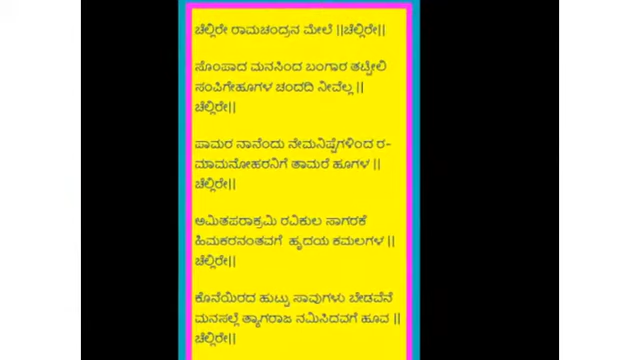 ಚೆಲ್ಲಿರೇ ರಾಮಚಂದ್ರನ ಮೇಲೆ ||ಚೆಲ್ಲಿರೇ||
ಸೊಂಪಾದ ಮನಸಿಂದ ಬಂಗಾರ ತಟ್ಟೇಲಿ
ಸಂಪಿಗೇಹೂಗಳ ಚಂದದಿ ನೀವೆಲ್ಲ ||
ಚೆಲ್ಲಿರೇ||
ಪಾಮರ ನಾನೆಂದು ನೇಮನಿಷ್ಟೆಗಳಿಂದ ರ-
ಮಾಮನೋಹರನಿಗೆ ತಾಮರೆ ಹೂಗಳ ||
ಚೆಲ್ಲಿರೇ||
ಅಮಿತಪರಾಕ್ರಮಿ ರವಿಕುಲ ಸಾಗರಕೆ
ಹಿಮಕರನಂತವಗೆ ಹೃದಯ ಕಮಲಗಳ ||
ಚೆಲ್ಲಿರೇ||
ಕೊನೆಯಿರದ ಹುಟ್ಟು ಸಾವುಗಳು ಬೇಡವೆನೆ
ಮನಸಲ್ಲೆ ತ್ಯಾಗರಾಜ ನಮಿಸಿದವಗೆ ಹೂವ ||
ಚೆಲ್ಲಿರೇ||